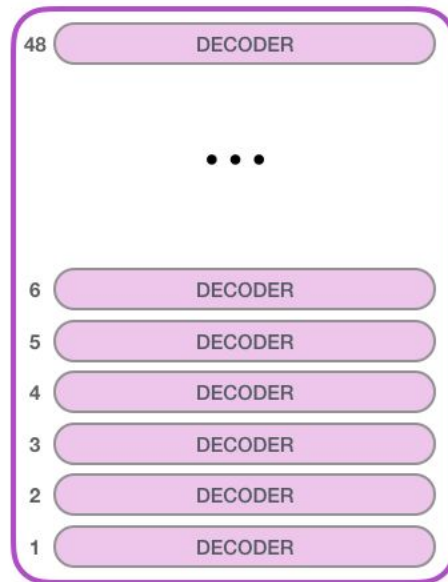 48 DECODER
• • •
6 DECODER
5 DECODER
4 DECODER
3 DECODER
2 DECODER
1 DECODER